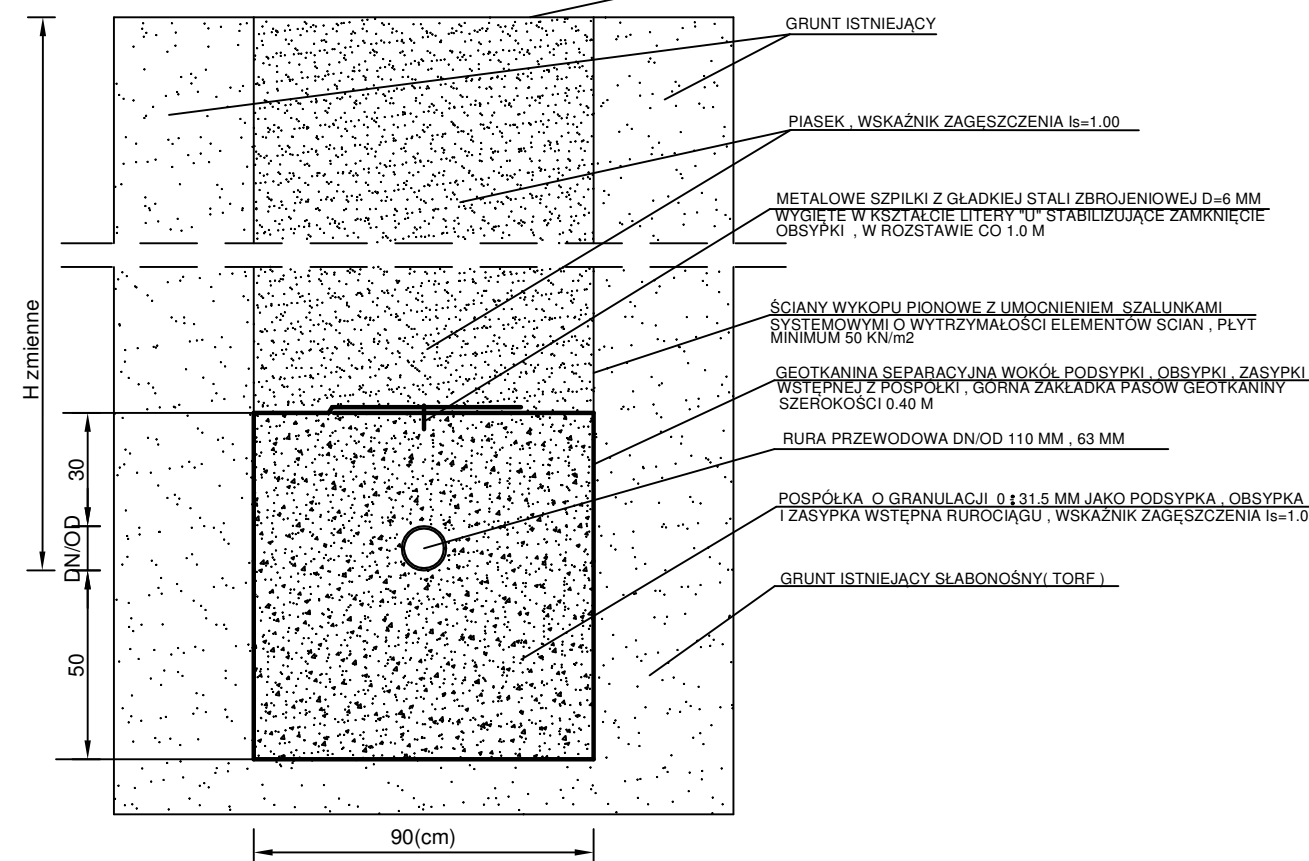 GRUNT ISTNIEJĄCY
PIASEK , WSKAŹNIK ZAGĘSZCZENIA Is=1.00
METALOWE SZPILKI Z GŁADKIEJ STALI ZBROJENIOWEJ D=6 MM
WYGIĘTE W KSZTAŁCIE LITERY "U" STABILIZUJĄCE ZAMKNIĘCIE
OBSYPKI , W ROZSTAWIE CO 1.0 M
ŚCIANY WYKOPU PIONOWE Z UMOCNIENIEM SZALUNKAMI
SYSTEMOWYMI O WYTRZYMAŁOŚCI ELEMENTÓW SCIAN , PŁYT
MINIMUM 50 KN/m2
GEOTKANINA SEPARACYJNA WOKÓŁ PODSYPKI , OBSYPKI , ZASYPKI
WSTĘPNEJ Z POSPÓŁKI , GÓRNA ZAKŁADKA PASÓW GEOTKANINY
SZEROKOŚCI 0.40 M
RURA PRZEWODOWA DN/OD 110 MM , 63 MM
POSPÓŁKA O GRANULACJI 0÷31.5 MM JAKO PODSYPKA , OBSYPKA
I ZASYPKA WSTĘPNA RUROCIĄGU , WSKAŹNIK ZAGĘSZCZENIA Is=1.0
GRUNT ISTNIEJĄCY SŁABONOŚNY( TORF )
H zmienne
30
DN/OD
50
90(cm)